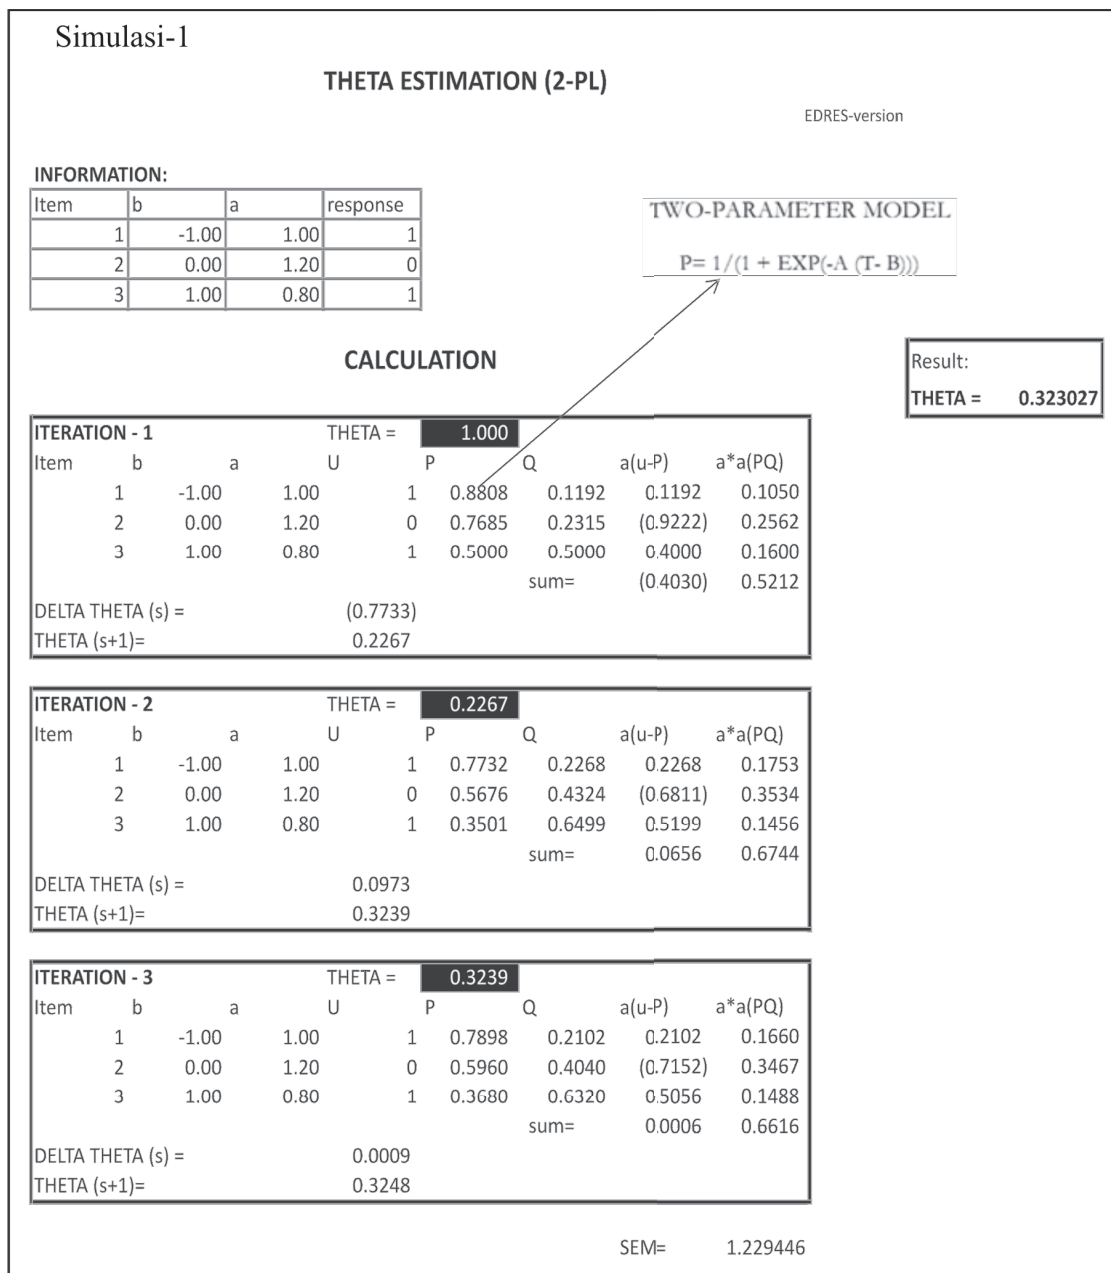 Simulasi-1
THETA ESTIMATION (2-PL)
EDRES-version
INFORMATION:
Item b a response
1 -1.00 1.00 1
2 0.00 1.20 0
3 1.00 0.80 1
TWO-PARAMETER MODEL
P= 1/(1 + EXP(-A (T- B)))
CALCULATION
Result:
THETA = 0.323027
ITERATION - 1 THETA = 1.000
Item b a U P Q a(u-P) a*a(PQ)
1 -1.00 1.00 1 0.8808 0.1192 0.1192 0.1050
2 0.00 1.20 0 0.7685 0.2315 (0.9222) 0.2562
3 1.00 0.80 1 0.5000 0.5000 0.4000 0.1600
sum= (0.4030) 0.5212
DELTA THETA (s) = (0.7733)
THETA (s+1)= 0.2267
ITERATION - 2 THETA = 0.2267
Item b a U P Q a(u-P) a*a(PQ)
1 -1.00 1.00 1 0.7732 0.2268 0.2268 0.1753
2 0.00 1.20 0 0.5676 0.4324 (0.6811) 0.3534
3 1.00 0.80 1 0.3501 0.6499 0.5199 0.1456
sum= 0.0656 0.6744
DELTA THETA (s) = 0.0973
THETA (s+1)= 0.3239
ITERATION - 3 THETA = 0.3239
Item b a U P Q a(u-P) a*a(PQ)
1 -1.00 1.00 1 0.7898 0.2102 0.2102 0.1660
2 0.00 1.20 0 0.5960 0.4040 (0.7152) 0.3467
3 1.00 0.80 1 0.3680 0.6320 0.5056 0.1488
sum= 0.0006 0.6616
DELTA THETA (s) = 0.0009
THETA (s+1)= 0.3248
SEM= 1.229446